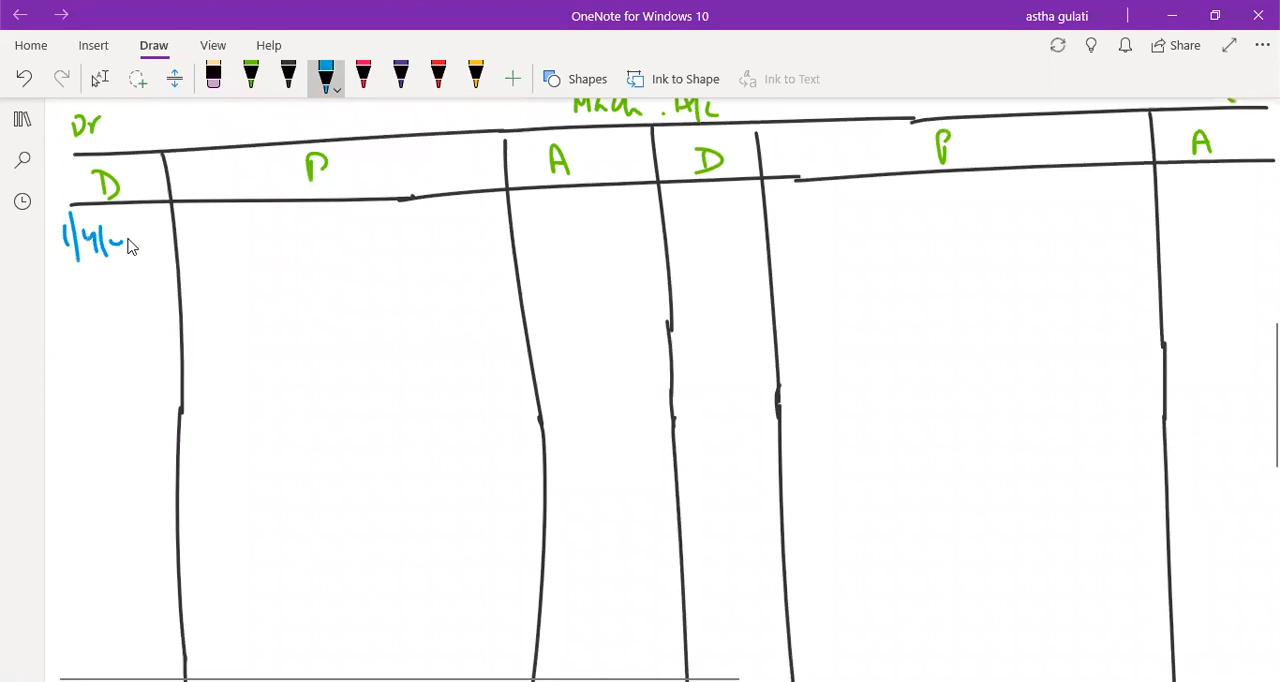 OneNote for Windows 10
astha gulati
Home Insert Draw View Help
Share
Shapes
Ink to Shape
Ink to Text
Dr
Mach. A/c
D P A D P A
1/4/